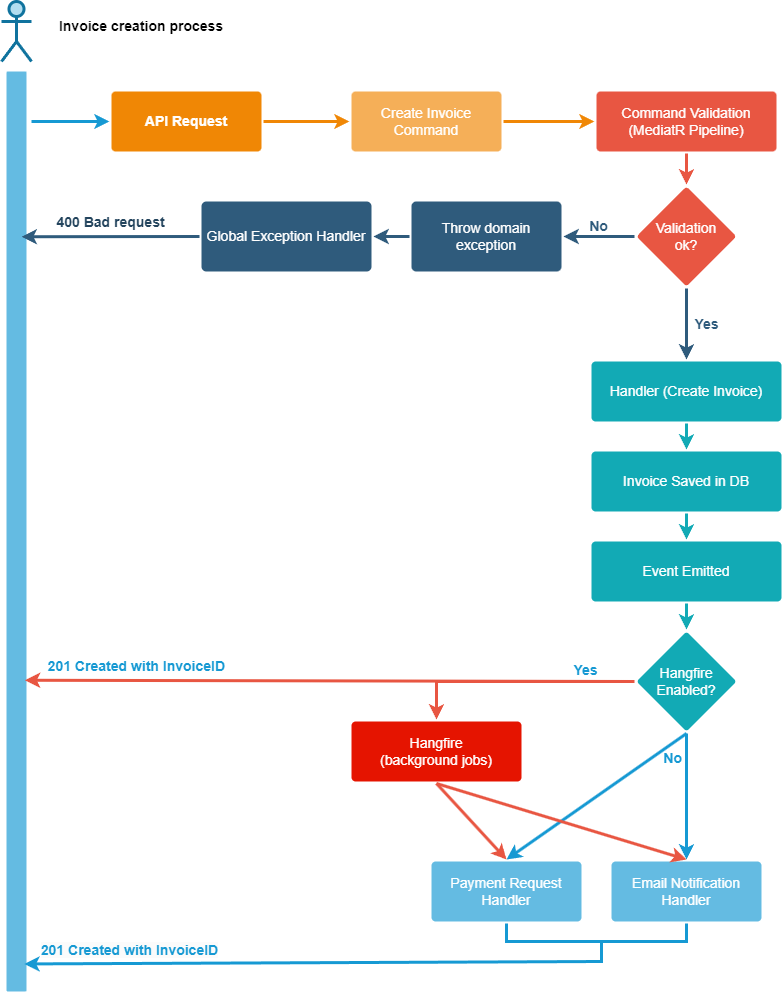 Invoice creation process
API Request
Create Invoice
Command
Command Validation
(MediatR Pipeline)
400 Bad request
Global Exception Handler
Throw domain
exception
No
Validation
ok?
Yes
Handler (Create Invoice)
Invoice Saved in DB
Event Emitted
201 Created with InvoiceID
Yes
Hangfire
Enabled?
Hangfire
(background jobs)
No
Payment Request
Handler
Email Notification
Handler
201 Created with InvoiceID